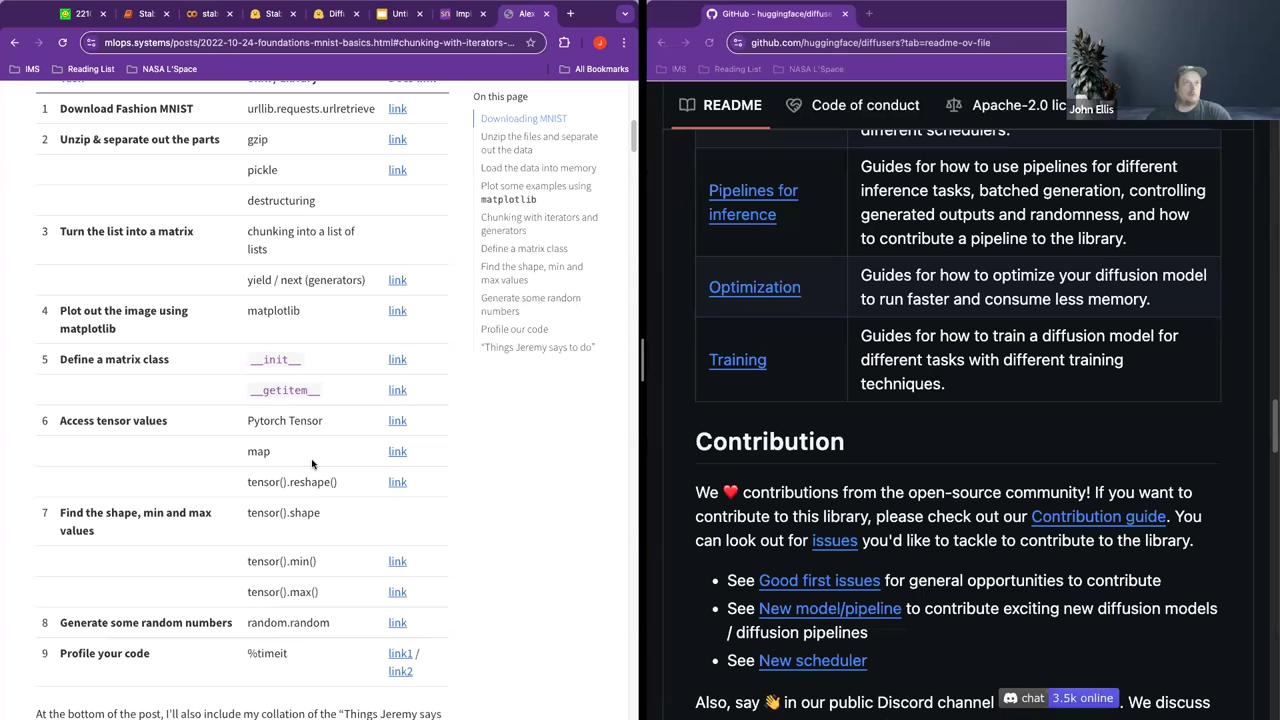 2210
Stab
stab
Stab
Diffu
Unti
Impl
Alex
mlops.systems/posts/2022-10-24-foundations-mnist-basics.html#chunking-with-iterators-...
IMS
Reading List
NASA L'Space
All Bookmarks
1 Download Fashion MNIST urllib.requests.urlretrieve link
2 Unzip & separate out the parts gzip link
pickle link
destructuring
3 Turn the list into a matrix chunking into a list of
lists
yield / next (generators) link
4 Plot out the image using matplotlib link
matplotlib
5 Define a matrix class __init__ link
__getitem__ link
6 Access tensor values Pytorch Tensor link
map link
tensor().reshape() link
7 Find the shape, min and max tensor().shape
values
tensor().min() link
tensor().max() link
8 Generate some random numbers random.random link
9 Profile your code %timeit link1 /
link2
At the bottom of the post, I'll also include my collation of the “Things Jeremy says
On this page
Downloading MNIST
Unzip the files and separate
out the data
Load the data into memory
Plot some examples using
matplotlib
Chunking with iterators and
generators
Define a matrix class
Find the shape, min and
max values
Generate some random
numbers
Profile our code
“Things Jeremy says to do”
GitHub - huggingface/diffuse
github.com/huggingface/diffusers?tab=readme-ov-file
IMS
Reading List
NASA L'Space
John Ellis
README
Code of conduct
Apache-2.0 lic
different schedulers.
Pipelines for
inference
Guides for how to use pipelines for different
inference tasks, batched generation, controlling
generated outputs and randomness, and how
to contribute a pipeline to the library.
Optimization
Guides for how to optimize your diffusion model
to run faster and consume less memory.
Training
Guides for how to train a diffusion model for
different tasks with different training
techniques.
Contribution
We ❤️ contributions from the open-source community! If you want to
contribute to this library, please check out our Contribution guide. You
can look out for issues you'd like to tackle to contribute to the library.
• See Good first issues for general opportunities to contribute
• See New model/pipeline to contribute exciting new diffusion models
/ diffusion pipelines
• See New scheduler
Also, say 👋 in our public Discord channel chat 3.5k online . We discuss